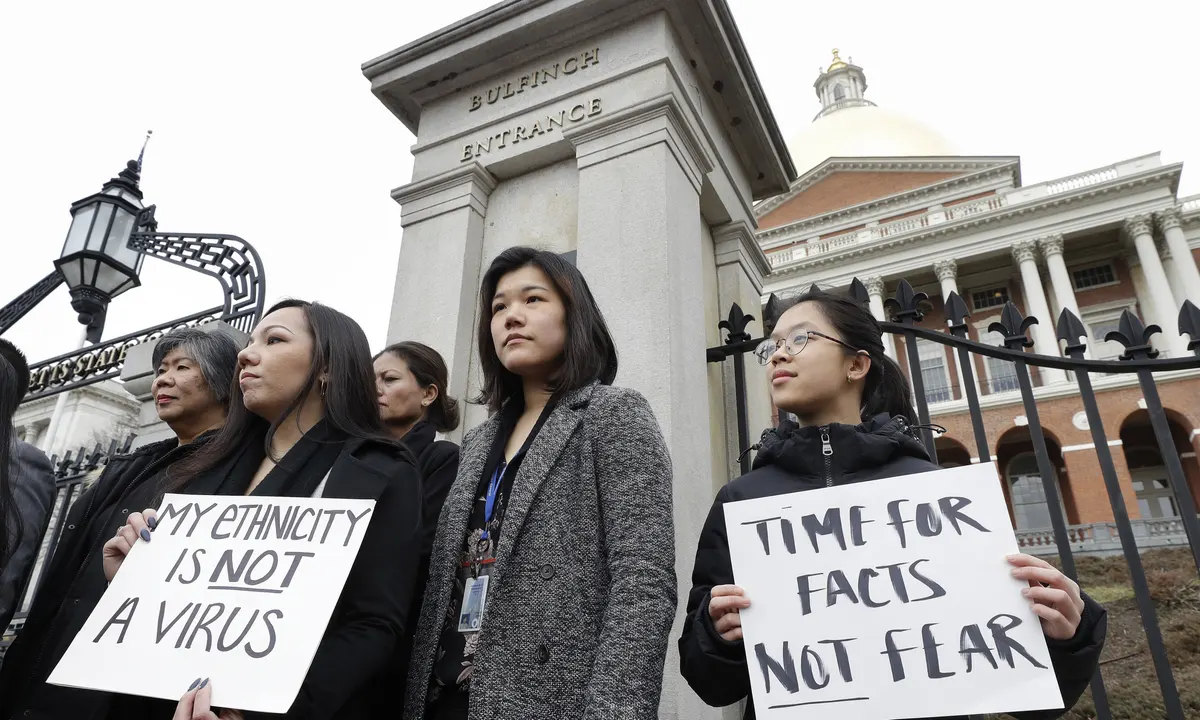 BULFINCH
ENTRANCE
MY ETHNICITY
IS NOT
A VIRUS
TIME FOR
FACTS
NOT FEAR